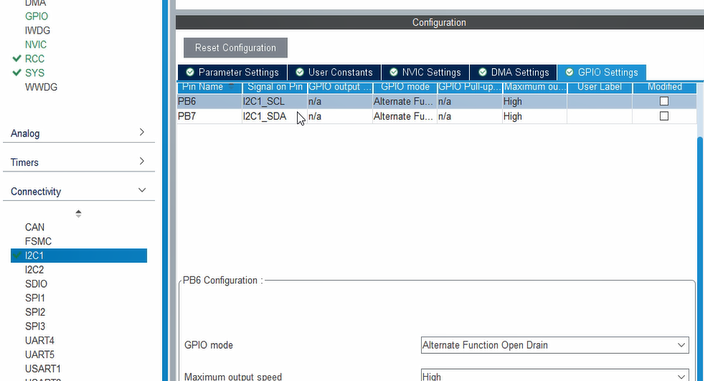 DMA
GPIO
IWDG
NVIC
RCC
SYS
WWDG
Analog
Timers
Connectivity
CAN
FSMC
I2C1
I2C2
SDIO
SPI1
SPI2
SPI3
UART4
UART5
USART1
Configuration
Reset Configuration
Parameter Settings User Constants NVIC Settings DMA Settings GPIO Settings
Pin Name Signal on Pin GPIO output ... GPIO mode GPIO Pull-up... Maximum ou... User Label Modified
PB6 I2C1_SCL n/a Alternate Fu... n/a High
PB7 I2C1_SDA n/a Alternate Fu... n/a High
PB6 Configuration :
GPIO mode Alternate Function Open Drain
Maximum output speed High